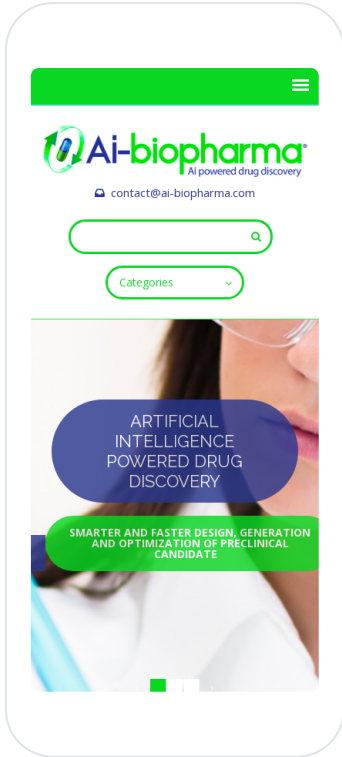 Ai-biopharma
Ai powered drug discovery
contact@ai-biopharma.com
Categories
ARTIFICIAL
INTELLIGENCE
POWERED DRUG
DISCOVERY
SMARTER AND FASTER DESIGN, GENERATION
AND OPTIMIZATION OF PRECLINICAL
CANDIDATE